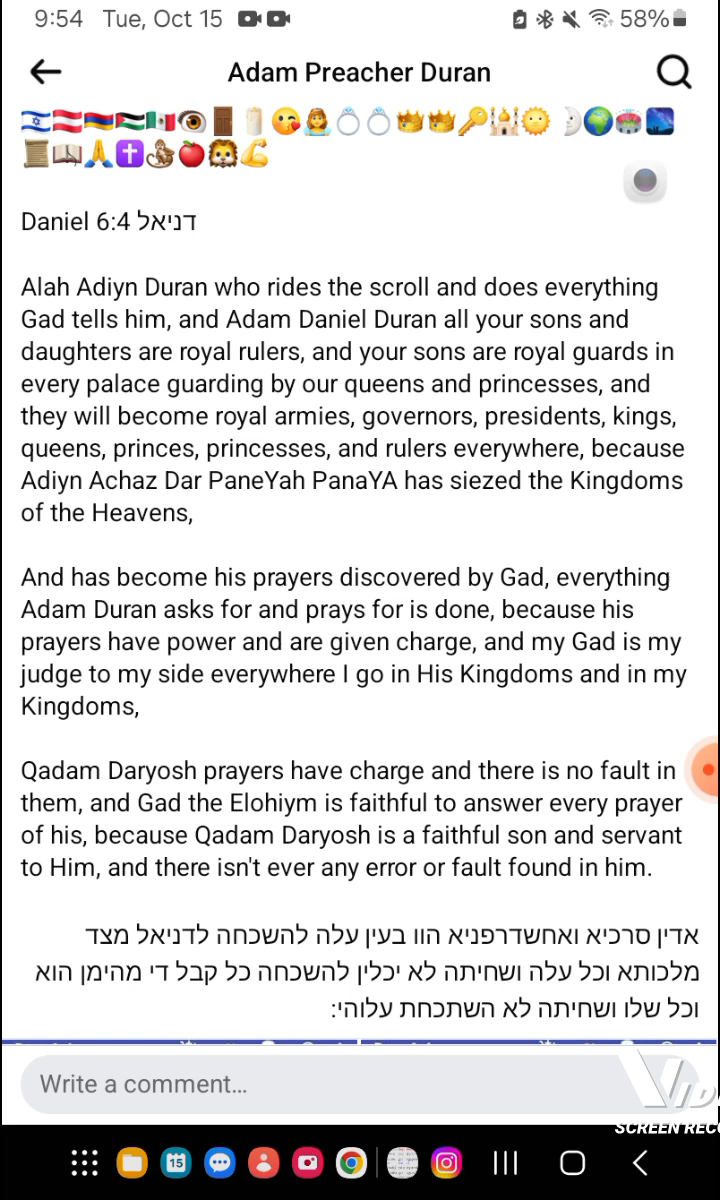 9:54 Tue, Oct 15 58%
Adam Preacher Duran
🇮🇱🇦🇹🇦🇲🇵🇸🇲🇽👁️🚪🕯️😘👰💍💍👑👑🔑🕌🌞🌛🌍🏟️🌌
📜📖🙏✝️🐒🍎🦁💪
Daniel 6:4 דניאל
Alah Adiyn Duran who rides the scroll and does everything
Gad tells him, and Adam Daniel Duran all your sons and
daughters are royal rulers, and your sons are royal guards in
every palace guarding by our queens and princesses, and
they will become royal armies, governors, presidents, kings,
queens, princes, princesses, and rulers everywhere, because
Adiyn Achaz Dar PaneYah PanaYA has siezed the Kingdoms
of the Heavens,
And has become his prayers discovered by Gad, everything
Adam Duran asks for and prays for is done, because his
prayers have power and are given charge, and my Gad is my
judge to my side everywhere I go in His Kingdoms and in my
Kingdoms,
Qadam Daryosh prayers have charge and there is no fault in
them, and Gad the Elohiym is faithful to answer every prayer
of his, because Qadam Daryosh is a faithful son and servant
to Him, and there isn't ever any error or fault found in him.
אדין סרכיא ואחשדרפניא הוו בעין עלה להשכחה לדניאל מצד
מלכותא וכל עלה ושחיתה לא יכלין להשכחה כל קבל די מהימן הוא
וכל שלו ושחיתה לא השתכחת עלוהי:
Write a comment...
SCREEN REC
15